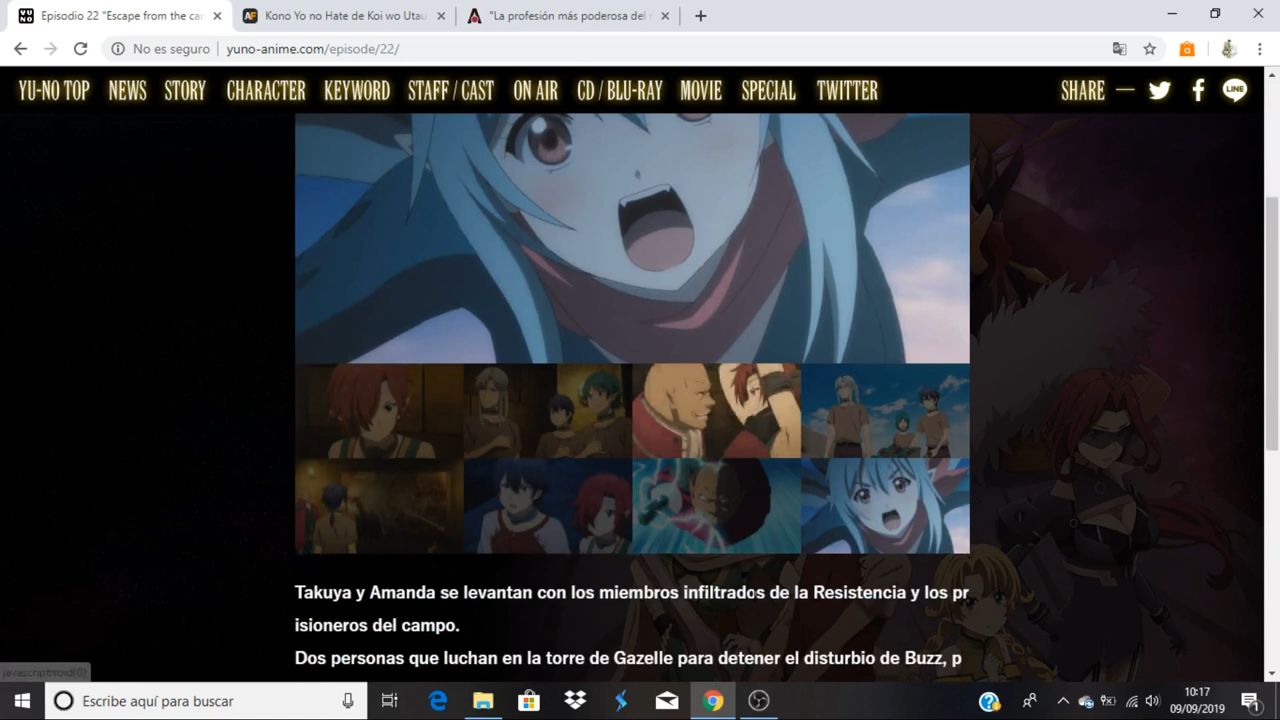 Episodio 22 "Escape from the car
Kono Yo no Hate de Koi wo Utau
"La profesión más poderosa del
No es seguro
yuno-anime.com/episode/22/
YU-NO TOP
NEWS
STORY
CHARACTER
KEYWORD
STAFF / CAST
ON AIR
CD / BLU-RAY
MOVIE
SPECIAL
TWITTER
SHARE
LINE
Takuya y Amanda se levantan con los miembros infiltrados de la Resistencia y los pr
isioneros del campo.
Dos personas que luchan en la torre de Gazelle para detener el disturbio de Buzz, p
javascript:void(0)
Escribe aquí para buscar
10:17
09/09/2019
1